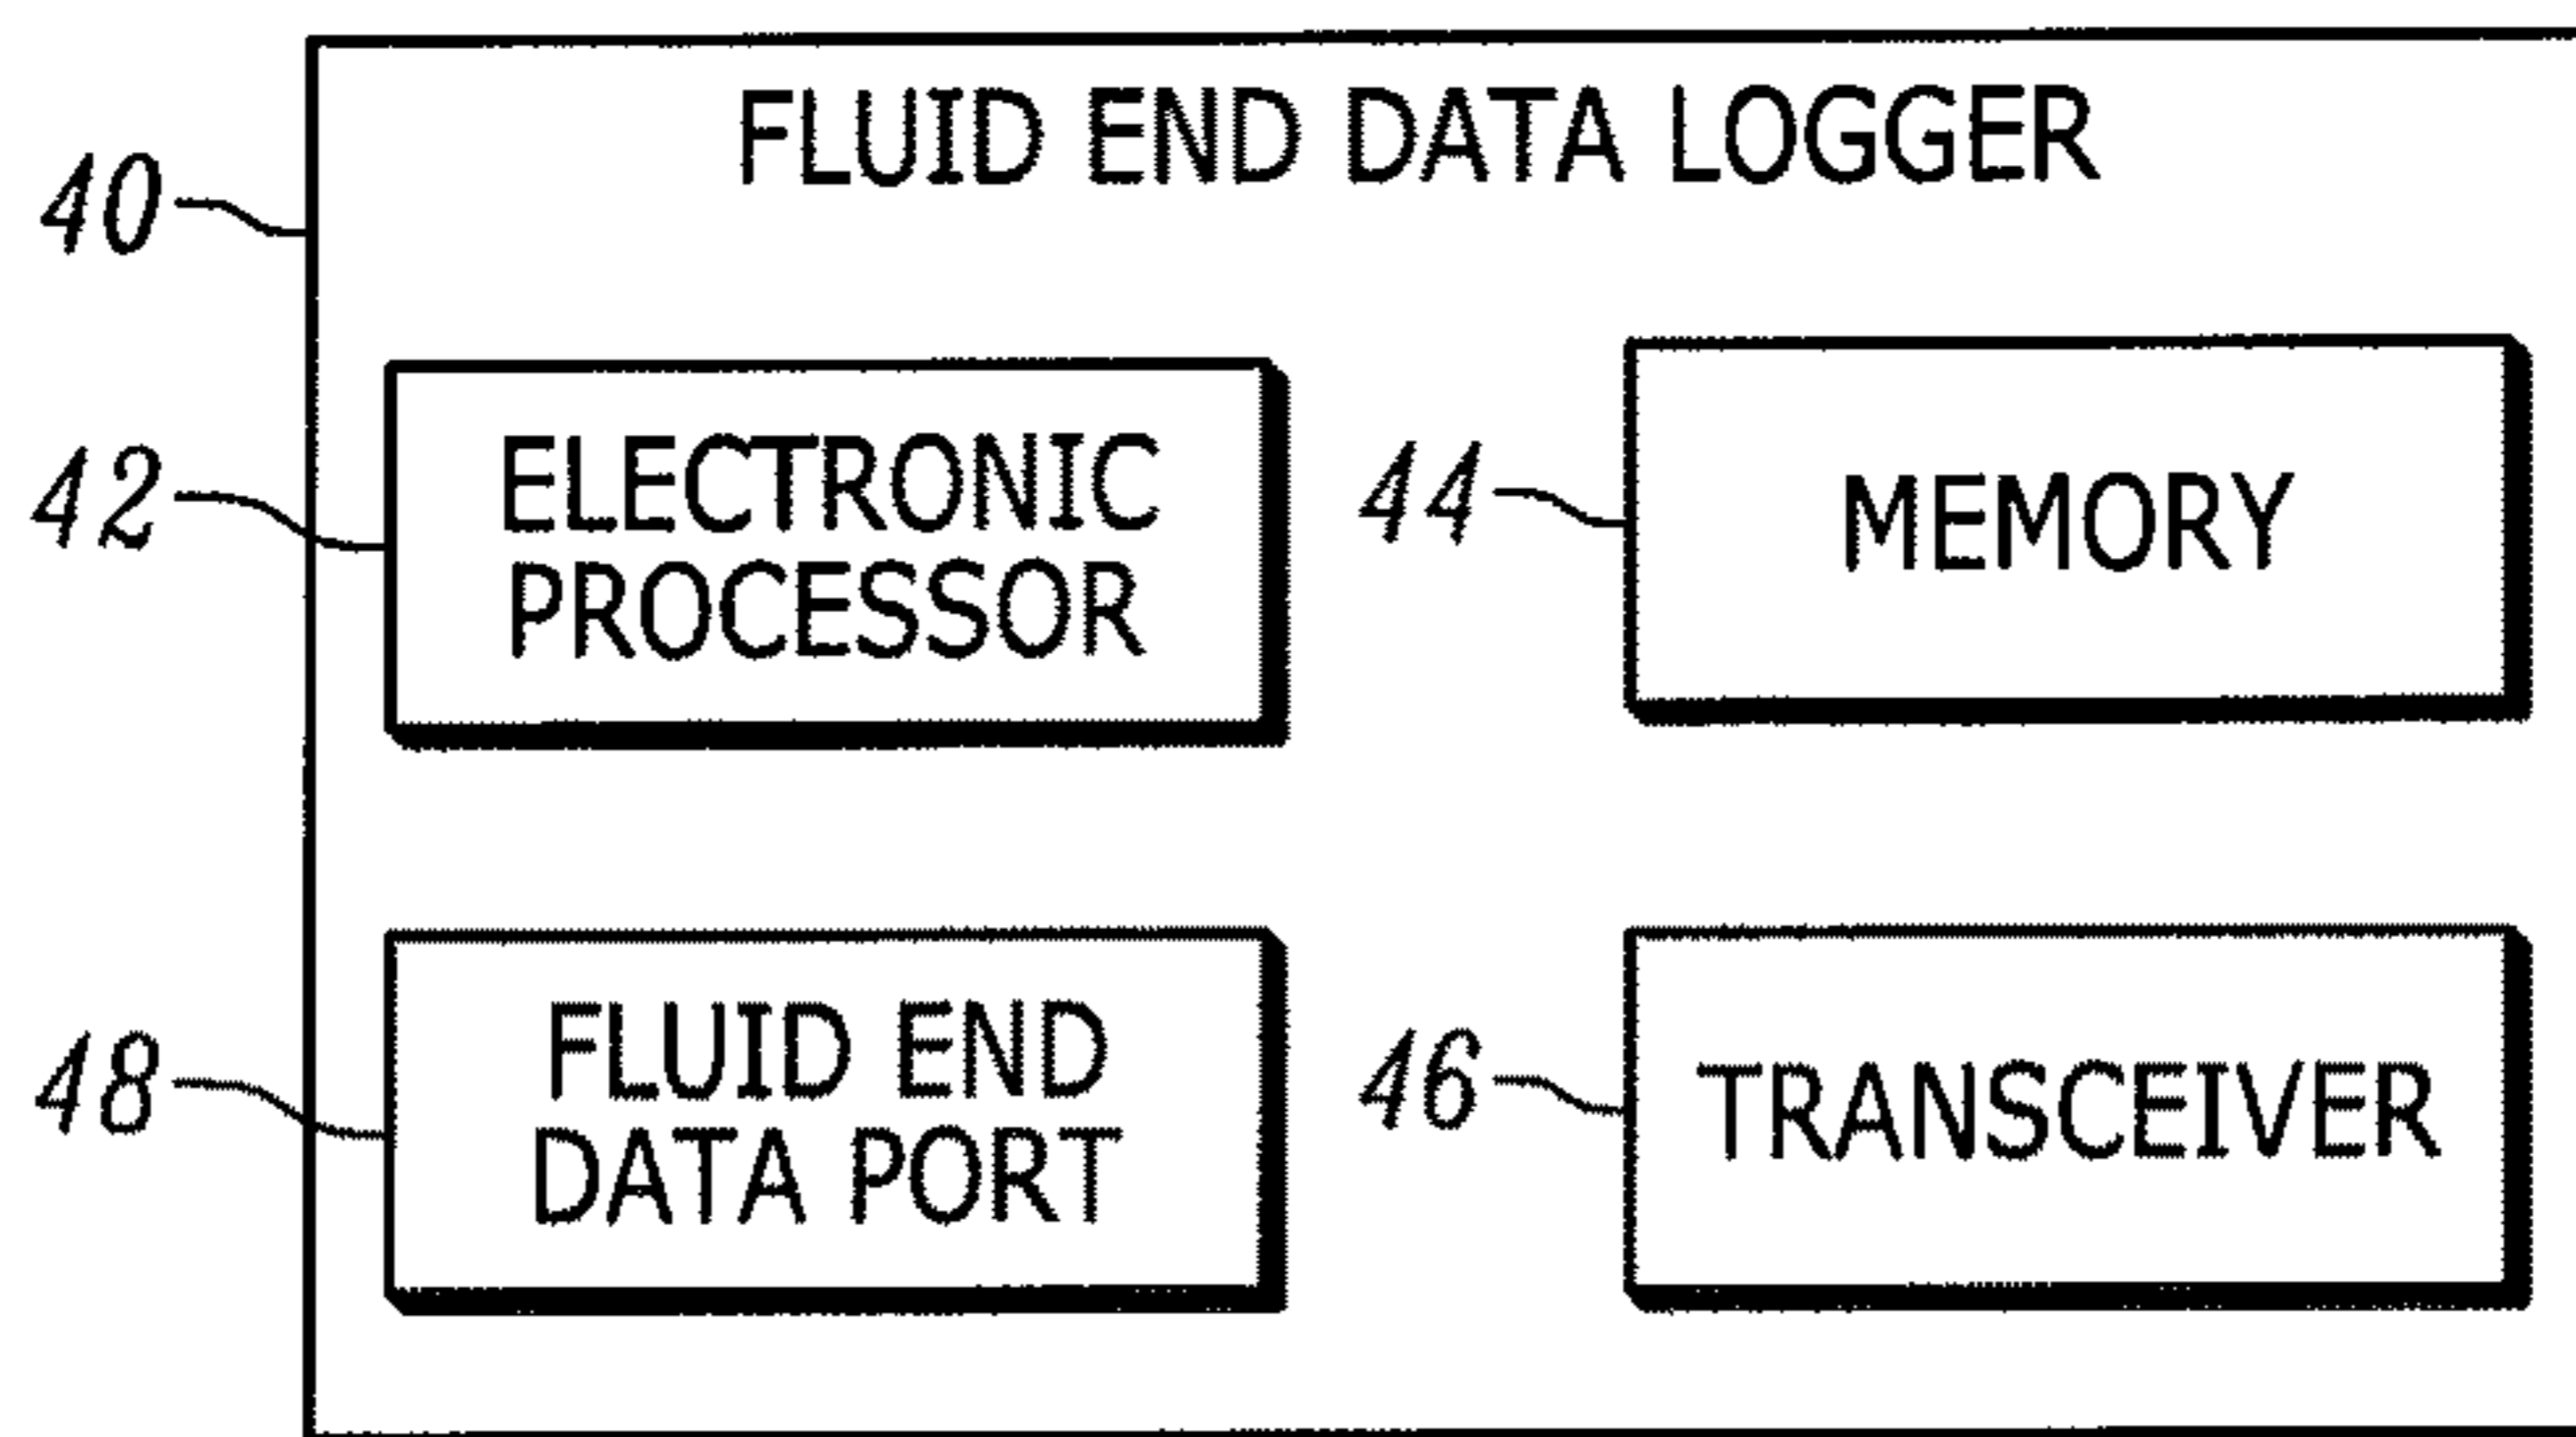 FLUID END DATA LOGGER
40
42
ELECTRONIC
PROCESSOR
44
MEMORY
48
FLUID END
DATA PORT
46
TRANSCEIVER